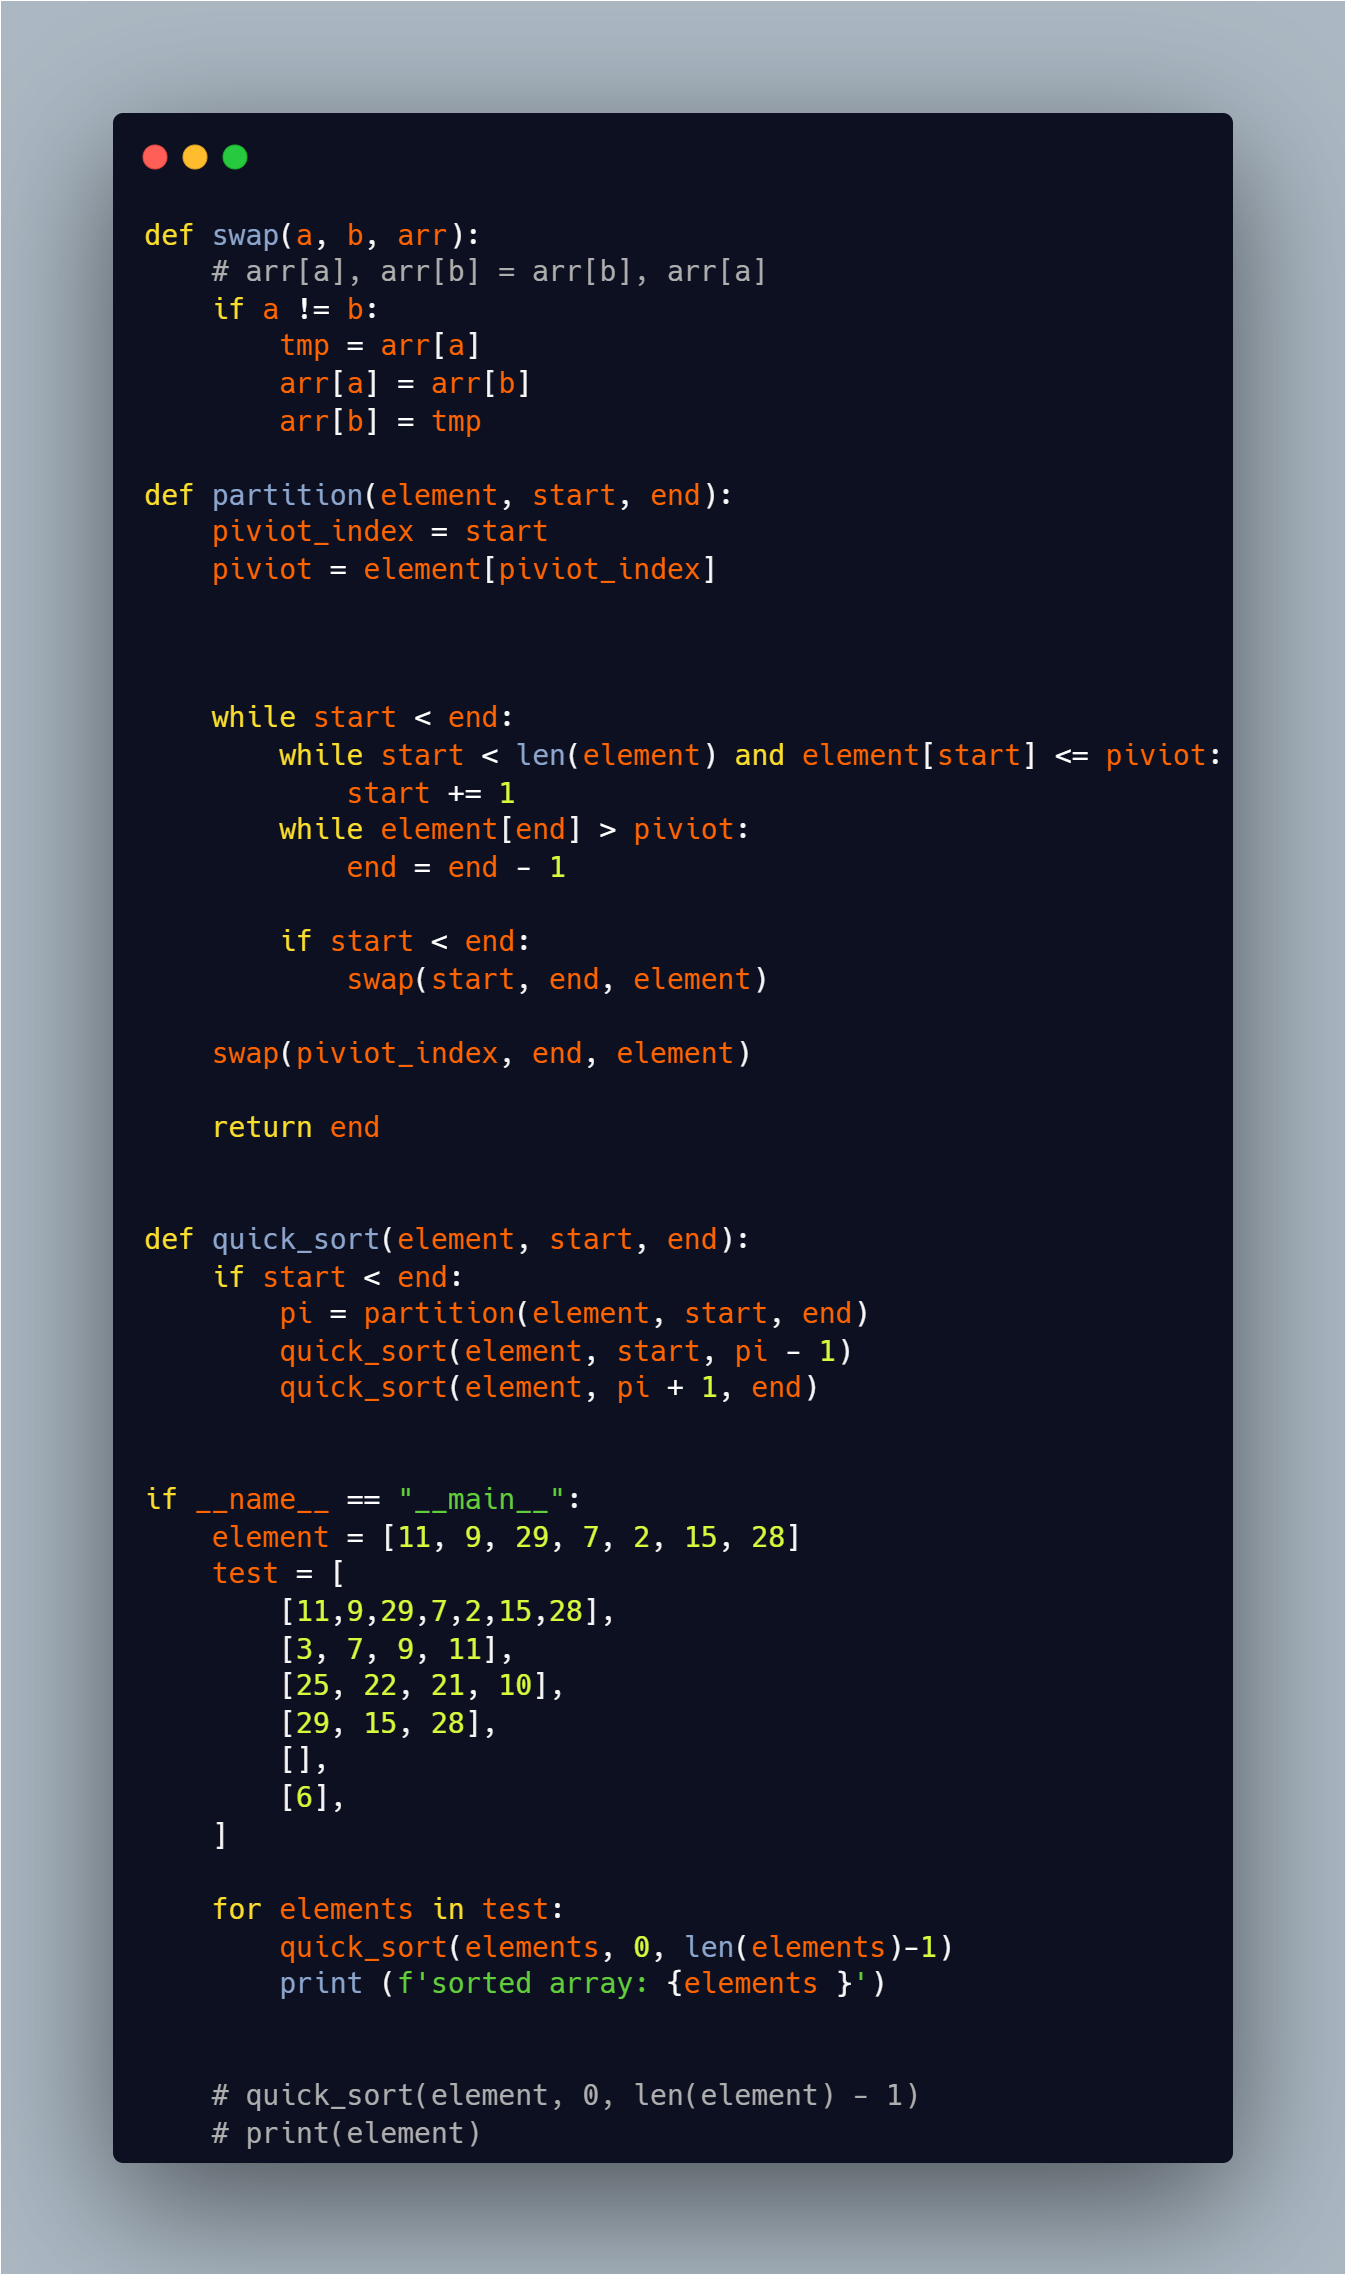 def swap(a, b, arr):
    # arr[a], arr[b] = arr[b], arr[a]
    if a != b:
        tmp = arr[a]
        arr[a] = arr[b]
        arr[b] = tmp
def partition(element, start, end):
    piviot_index = start
    piviot = element[piviot_index]
    while start < end:
        while start < len(element) and element[start] <= piviot:
            start += 1
        while element[end] > piviot:
            end = end - 1
        if start < end:
            swap(start, end, element)
    swap(piviot_index, end, element)
    return end
def quick_sort(element, start, end):
    if start < end:
        pi = partition(element, start, end)
        quick_sort(element, start, pi - 1)
        quick_sort(element, pi + 1, end)
if __name__ == "__main__":
    element = [11, 9, 29, 7, 2, 15, 28]
    test = [
        [11,9,29,7,2,15,28],
        [3, 7, 9, 11],
        [25, 22, 21, 10],
        [29, 15, 28],
        [],
        [6],
    ]
    for elements in test:
        quick_sort(elements, 0, len(elements)-1)
        print (f'sorted array: {elements }')
    # quick_sort(element, 0, len(element) - 1)
    # print(element)